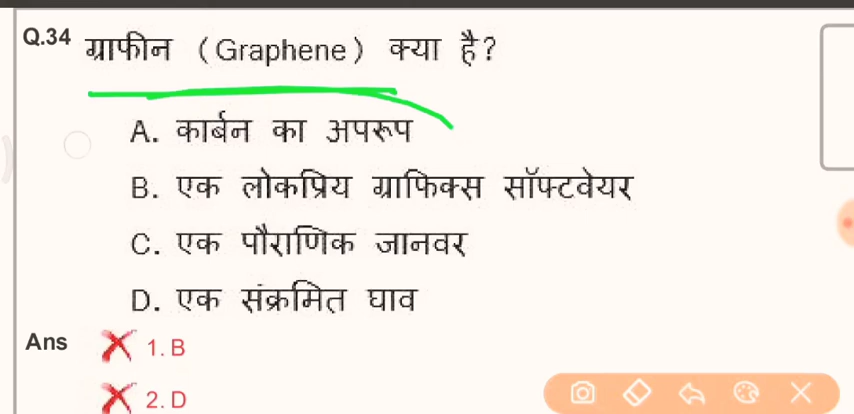 Q.34 ग्राफीन (Graphene) क्या है?
A. कार्बन का अपरूप
B. एक लोकप्रिय ग्राफिक्स सॉफ्टवेयर
C. एक पौराणिक जानवर
D. एक संक्रमित घाव
Ans 1. B
2. D